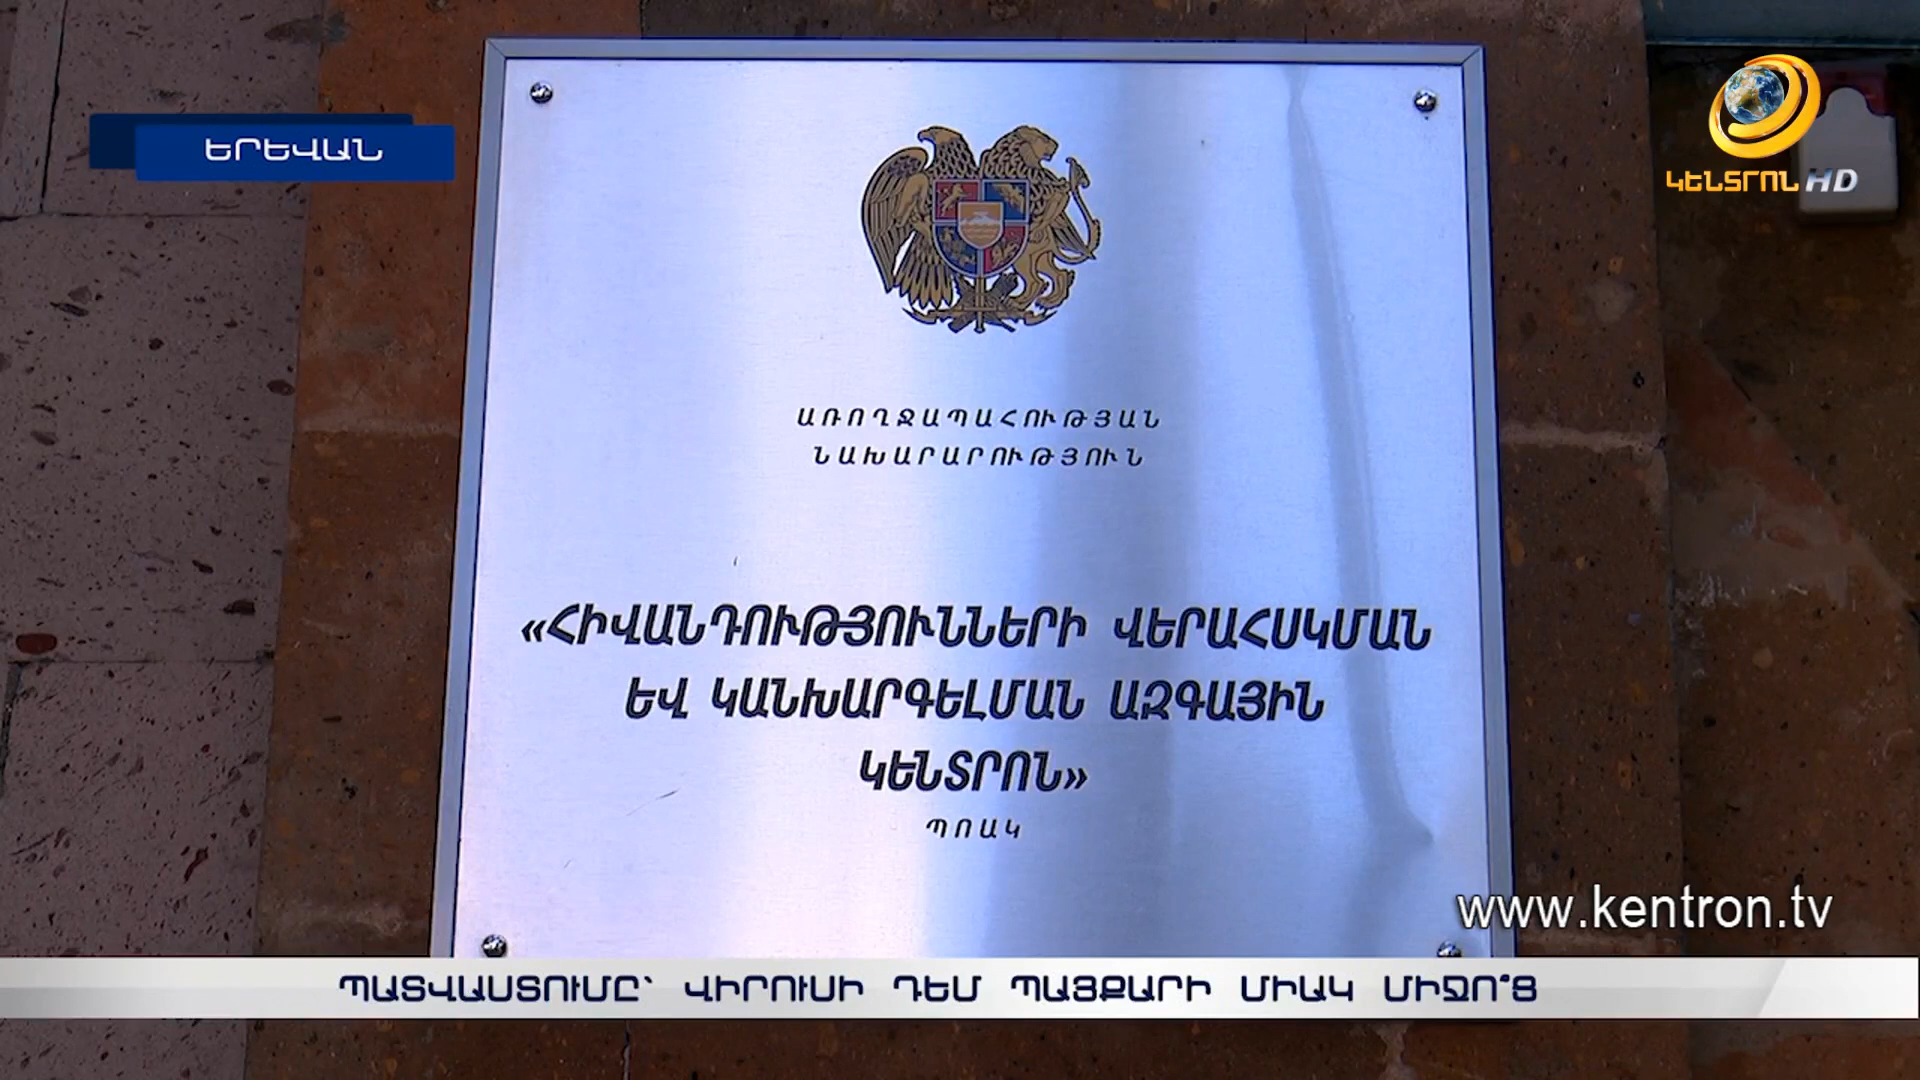 ԵՐԵՎԱՆ
ԿԵՆՏՐՈՆ HD
ԱՌՈՂՋԱՊԱՀՈՒԹՅԱՆ
ՆԱԽԱՐԱՐՈՒԹՅՈՒՆ
«ՀԻՎԱՆԴՈՒԹՅՈՒՆՆԵՐԻ ՎԵՐԱՀՍԿՄԱՆ
ԵՎ ԿԱՆԽԱՐԳԵԼՄԱՆ ԱԶԳԱՅԻՆ
ԿԵՆՏՐՈՆ»
ՊՈԱԿ
www.kentron.tv
ՊԱՏՎԱՍՏՈՒՄԸ՝ ՎԻՐՈՒՍԻ ԴԵՄ ՊԱՅՔԱՐԻ ՄԻԱԿ ՄԻՋՈ՞Ց